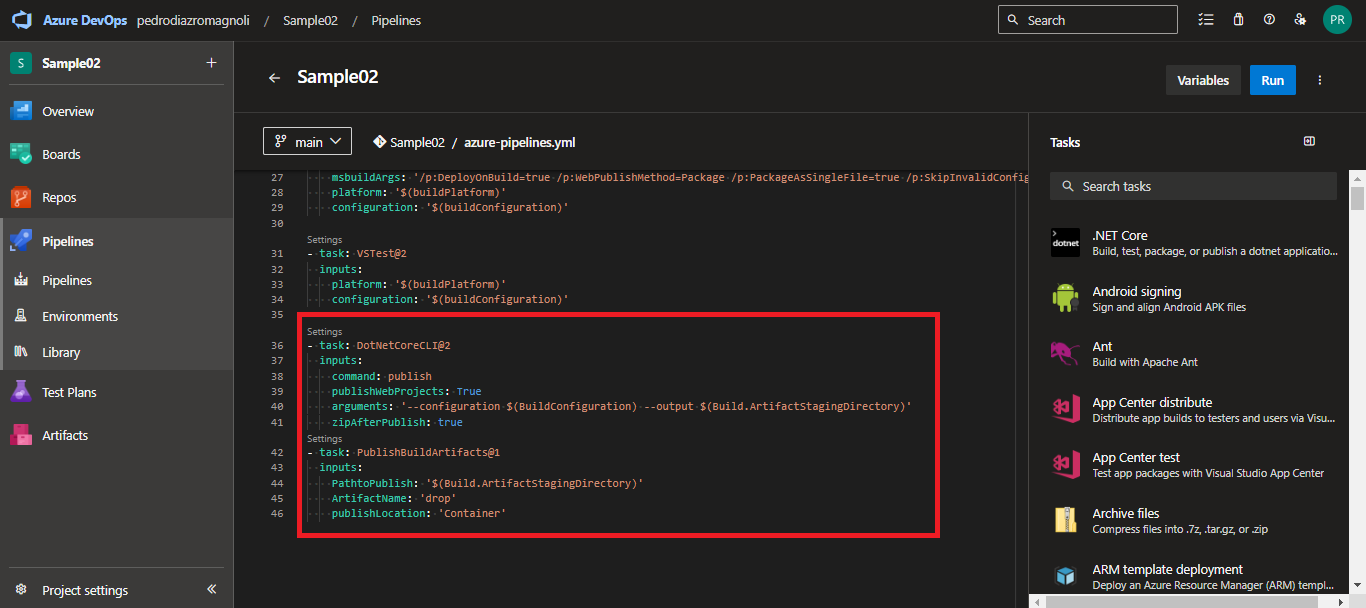 Azure DevOps pedrodiazromagnoli / Sample02 / Pipelines
Search
PR
S Sample02 +
Overview
Boards
Repos
Pipelines
Pipelines
Environments
Library
Test Plans
Artifacts
Project settings
Sample02
Variables
Run
main
Sample02 / azure-pipelines.yml
27 msbuildArgs: '/p:DeployOnBuild=true /p:WebPublishMethod=Package /p:PackageAsSingleFile=true /p:SkipInvalidConfig
28 platform: '$(buildPlatform)'
29 configuration: '$(buildConfiguration)'
30
Settings
31 - task: VSTest@2
32 inputs:
33 platform: '$(buildPlatform)'
34 configuration: '$(buildConfiguration)'
35
Settings
36 - task: DotNetCoreCLI@2
37 inputs:
38 command: publish
39 publishWebProjects: True
40 arguments: '--configuration $(BuildConfiguration) --output $(Build.ArtifactStagingDirectory)'
41 zipAfterPublish: true
Settings
42 - task: PublishBuildArtifacts@1
43 inputs:
44 PathtoPublish: '$(Build.ArtifactStagingDirectory)'
45 ArtifactName: 'drop'
46 publishLocation: 'Container'
Tasks
Search tasks
dotnet
.NET Core
Build, test, package, or publish a dotnet applicatio...
Android signing
Sign and align Android APK files
Ant
Build with Apache Ant
App Center distribute
Distribute app builds to testers and users via Visu...
App Center test
Test app packages with Visual Studio App Center
Archive files
Compress files into .7z, .tar.gz, or .zip
ARM template deployment
Deploy an Azure Resource Manager (ARM) templ...